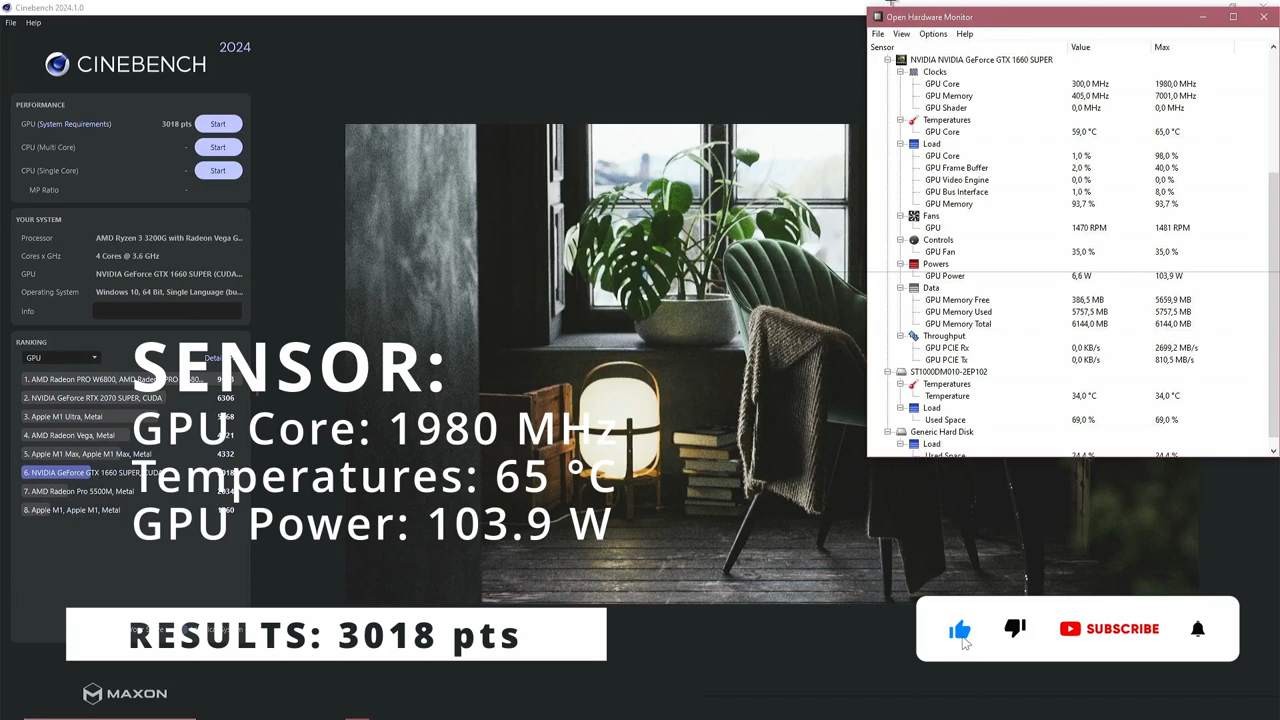 Cinebench 2024.1.0
File Help
CINEBENCH 2024
PERFORMANCE
GPU (System Requirements) 3018 pts Start
CPU (Multi Core) - Start
CPU (Single Core) - Start
MP Ratio -
YOUR SYSTEM
Processor AMD Ryzen 3 3200G with Radeon Vega G...
Cores x GHz 4 Cores @ 3.6 GHz
GPU NVIDIA GeForce GTX 1660 SUPER (CUDA...
Operating System Windows 10, 64 Bit, Single Language (bu...
Info
RANKING
GPU
1. AMD Radeon PRO W6800, AMD Radeon PRO
2. NVIDIA GeForce RTX 2070 SUPER, CUDA 6306
3. Apple M1 Ultra, Metal
4. AMD Radeon Vega, Metal
5. Apple M1 Max, Apple M1 Max, Metal
6. NVIDIA GeForce GTX 1660 SUPER, CUDA
7. AMD Radeon Pro 5500M, Metal
8. Apple M1, Apple M1, Metal
SENSOR:
GPU Core: 1980 MHz
Temperatures: 65 °C
GPU Power: 103.9 W
RESULTS: 3018 pts
MAXON
Open Hardware Monitor
File View Options Help
Sensor Value Max
NVIDIA NVIDIA GeForce GTX 1660 SUPER
Clocks
GPU Core 300,0 MHz 1980,0 MHz
GPU Memory 405,0 MHz 7001,0 MHz
GPU Shader 0,0 MHz 0,0 MHz
Temperatures
GPU Core 59,0 °C 65,0 °C
Load
GPU Core 1,0 % 98,0 %
GPU Frame Buffer 2,0 % 40,0 %
GPU Video Engine 0,0 % 0,0 %
GPU Bus Interface 1,0 % 8,0 %
GPU Memory 93,7 % 93,7 %
Fans
GPU 1470 RPM 1481 RPM
Controls
GPU Fan 35,0 % 35,0 %
Powers
GPU Power 6,6 W 103,9 W
Data
GPU Memory Free 386,5 MB 5659,9 MB
GPU Memory Used 5757,5 MB 5757,5 MB
GPU Memory Total 6144,0 MB 6144,0 MB
Throughput
GPU PCIE Rx 0,0 KB/s 2699,2 MB/s
GPU PCIE Tx 0,0 KB/s 810,5 MB/s
ST1000DM010-2EP102
Temperatures
Temperature 34,0 °C 34,0 °C
Load
Used Space 69,0 % 69,0 %
Generic Hard Disk
Load
Used Space 24,4 % 24,4 %
SUBSCRIBE